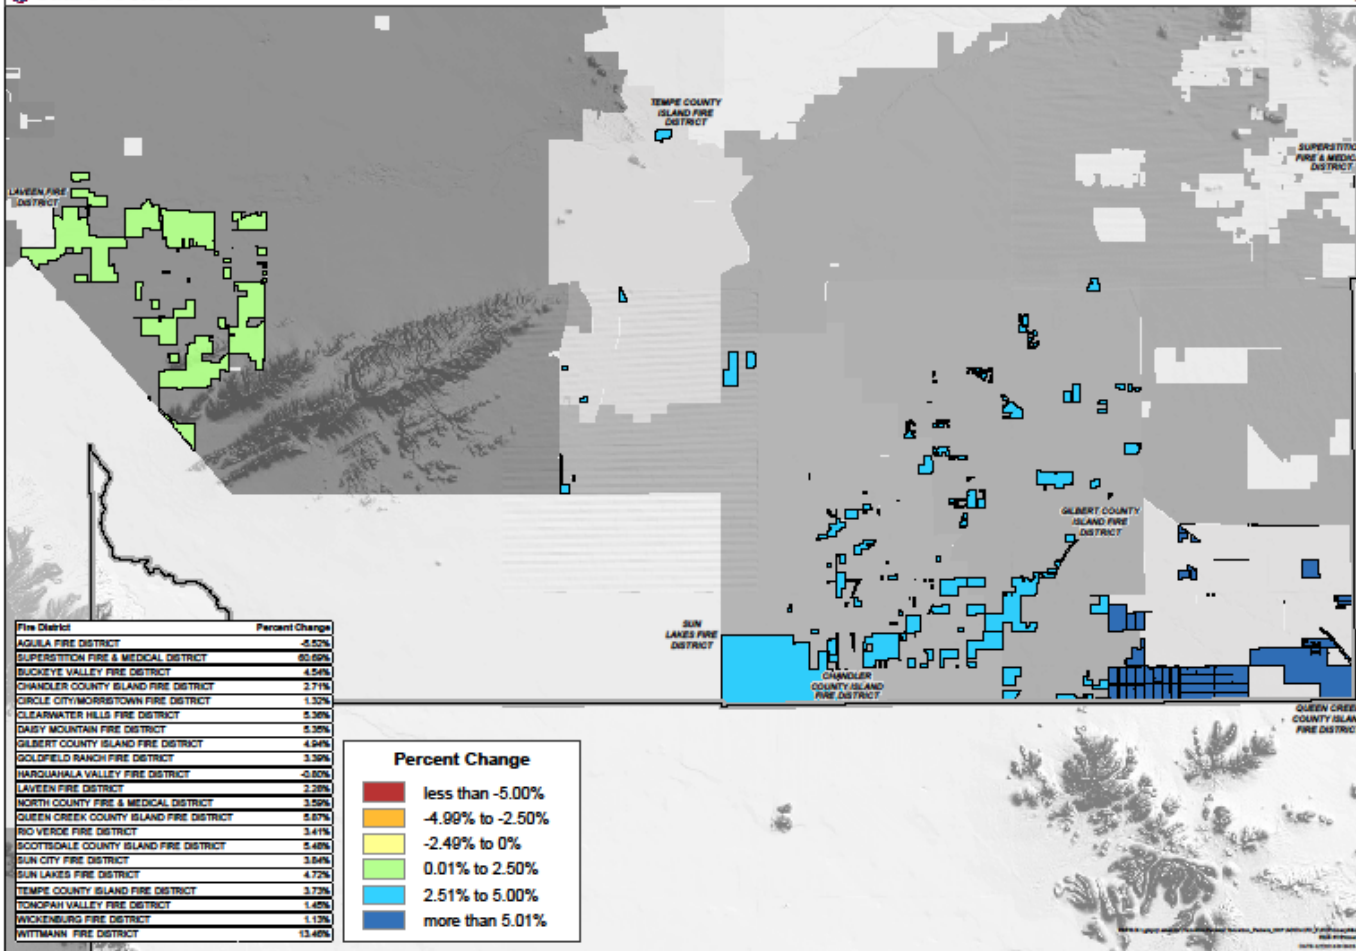 TEMPE COUNTY
ISLAND FIRE
DISTRICT
SUPERSTITIO
FIRE & MEDIC
DISTRICT
LAVEEN FIRE
DISTRICT
GILBERT COUNTY
ISLAND FIRE
DISTRICT
SUN
LAKES FIRE
DISTRICT
CHANDLER
COUNTY ISLAND
FIRE DISTRICT
QUEEN CREE
COUNTY ISLAN
FIRE DISTRIC
Fire District Percent Change
AGUILA FIRE DISTRICT -5.52%
SUPERSTITION FIRE & MEDICAL DISTRICT 60.69%
BUCKEYE VALLEY FIRE DISTRICT 4.54%
CHANDLER COUNTY ISLAND FIRE DISTRICT 2.71%
CIRCLE CITY/MORRISTOWN FIRE DISTRICT 1.32%
CLEARWATER HILLS FIRE DISTRICT 5.36%
DAISY MOUNTAIN FIRE DISTRICT 5.35%
GILBERT COUNTY ISLAND FIRE DISTRICT 4.94%
GOLDFIELD RANCH FIRE DISTRICT 3.39%
HARQUAHALA VALLEY FIRE DISTRICT -0.80%
LAVEEN FIRE DISTRICT 2.28%
NORTH COUNTY FIRE & MEDICAL DISTRICT 3.59%
QUEEN CREEK COUNTY ISLAND FIRE DISTRICT 5.87%
RIO VERDE FIRE DISTRICT 3.41%
SCOTTSDALE COUNTY ISLAND FIRE DISTRICT 5.48%
SUN CITY FIRE DISTRICT 3.84%
SUN LAKES FIRE DISTRICT 4.72%
TEMPE COUNTY ISLAND FIRE DISTRICT 3.73%
TONOPAH VALLEY FIRE DISTRICT 1.45%
WICKENBURG FIRE DISTRICT 1.13%
WITTMANN FIRE DISTRICT 13.46%
Percent Change
less than -5.00%
-4.99% to -2.50%
-2.49% to 0%
0.01% to 2.50%
2.51% to 5.00%
more than 5.01%